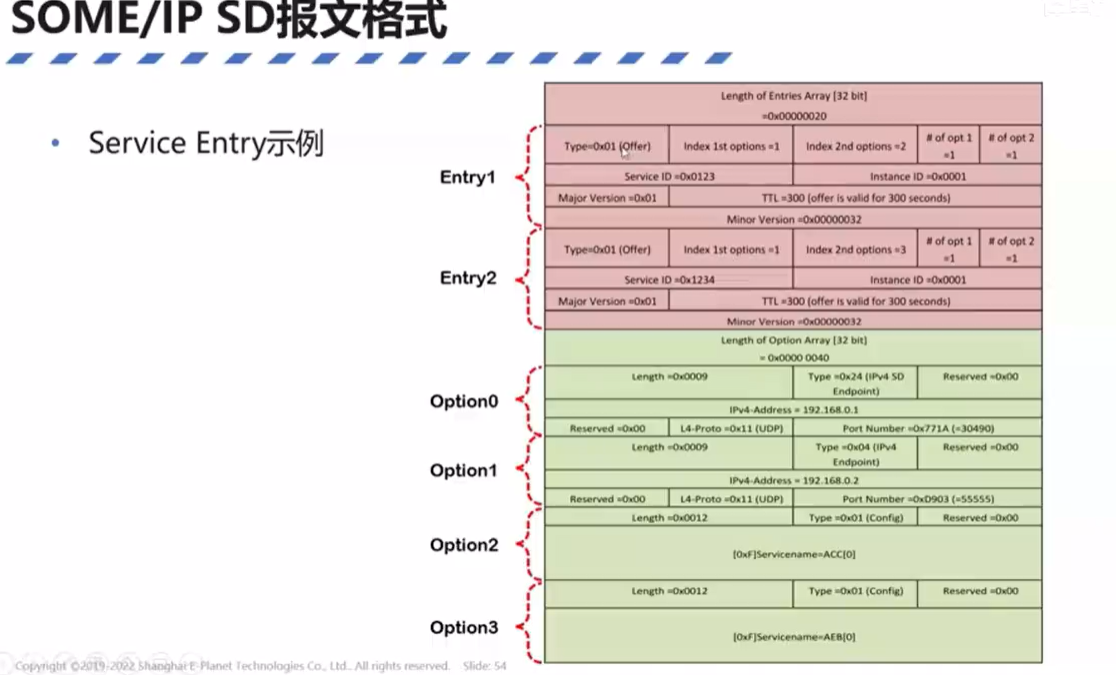 SOME/IP SD报文格式
• Service Entry示例
Length of Entries Array [32 bit]
=0x00000020
Entry1
Type=0x01 (Offer) Index 1st options =1 Index 2nd options =2 # of opt 1 =1 # of opt 2 =1
Service ID =0x0123 Instance ID =0x0001
Major Version =0x01 TTL =300 (offer is valid for 300 seconds)
Minor Version =0x00000032
Entry2
Type=0x01 (Offer) Index 1st options =1 Index 2nd options =3 # of opt 1 =1 # of opt 2 =1
Service ID =0x1234 Instance ID =0x0001
Major Version =0x01 TTL =300 (offer is valid for 300 seconds)
Minor Version =0x00000032
Length of Option Array [32 bit]
= 0x0000 0040
Option0
Length =0x0009 Type =0x24 (IPv4 SD Endpoint) Reserved =0x00
IPv4-Address = 192.168.0.1
Reserved =0x00 L4-Proto =0x11 (UDP) Port Number =0x771A (=30490)
Option1
Length =0x0009 Type =0x04 (IPv4 Endpoint) Reserved =0x00
IPv4-Address = 192.168.0.2
Reserved =0x00 L4-Proto =0x11 (UDP) Port Number =0xD903 (=55555)
Option2
Length =0x0012 Type =0x01 (Config) Reserved =0x00
[0xF]Servicename=ACC[0]
Option3
Length =0x0012 Type =0x01 (Config) Reserved =0x00
[0xF]Servicename=AEB[0]
Copyright ©2019-2022 Shanghai E-Planet Technologies Co., Ltd.. All rights reserved. Slide: 54